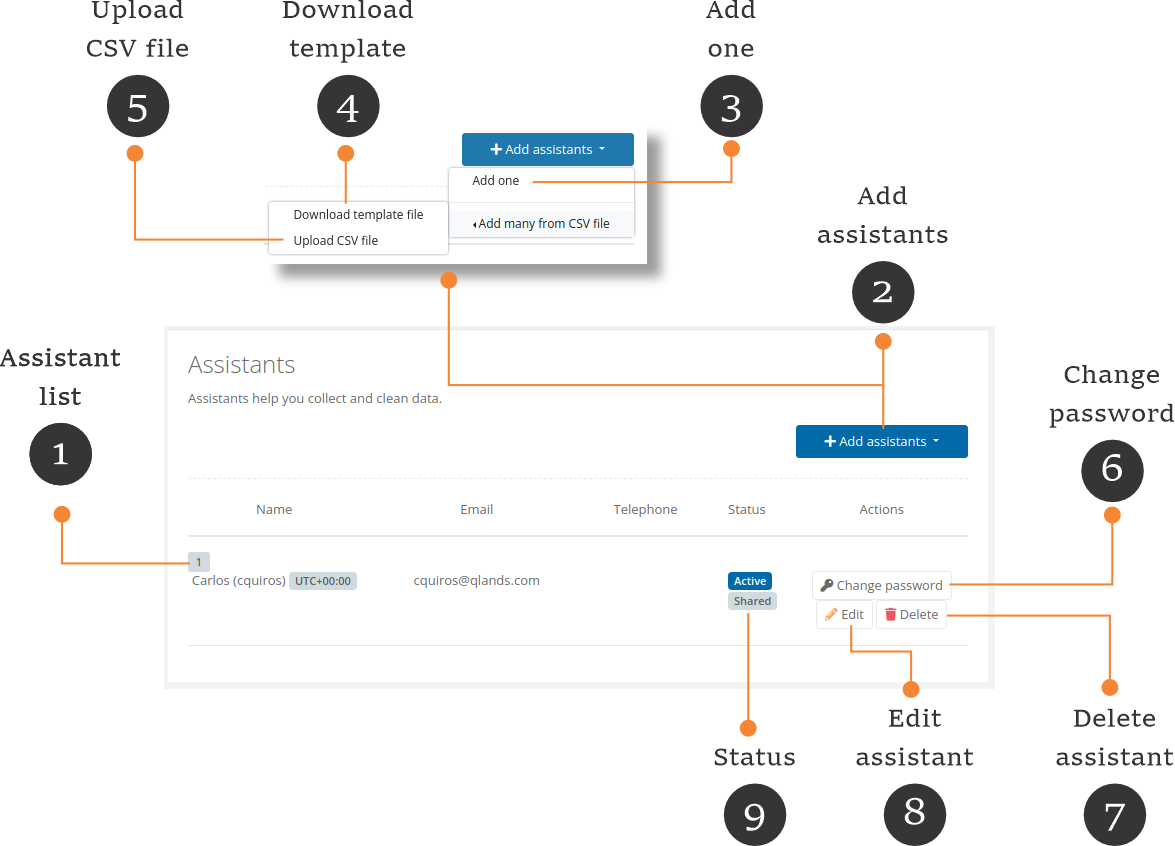 Upload
CSV file
5
Download
template
4
Add
one
3
Add assistants
Add one
Add many from CSV file
Download template file
Upload CSV file
Add
assistants
2
Assistant
list
1
Assistants
Assistants help you collect and clean data.
Add assistants
Change
password
6
Name Email Telephone Status Actions
1
Carlos (cquiros) UTC+00:00 cquiros@qlands.com Active Change password
Shared Edit Delete
Status
9
Edit
assistant
8
Delete
assistant
7